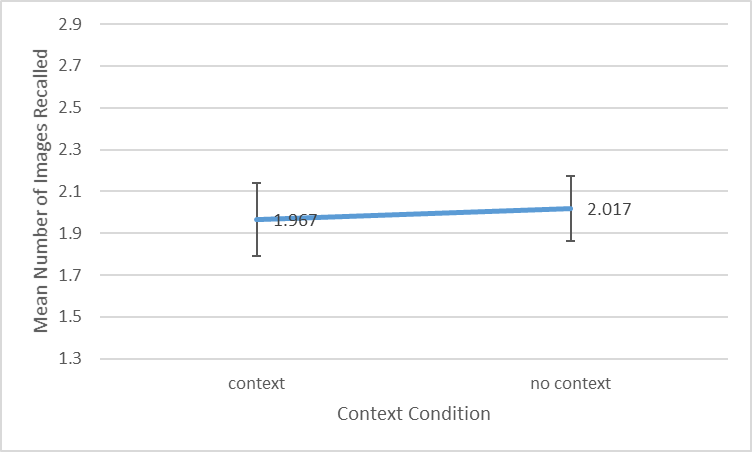 Mean Number of Images Recalled
2.9
2.7
2.5
2.3
2.1
1.9
1.7
1.5
1.3
1.967
2.017
context
no context
Context Condition